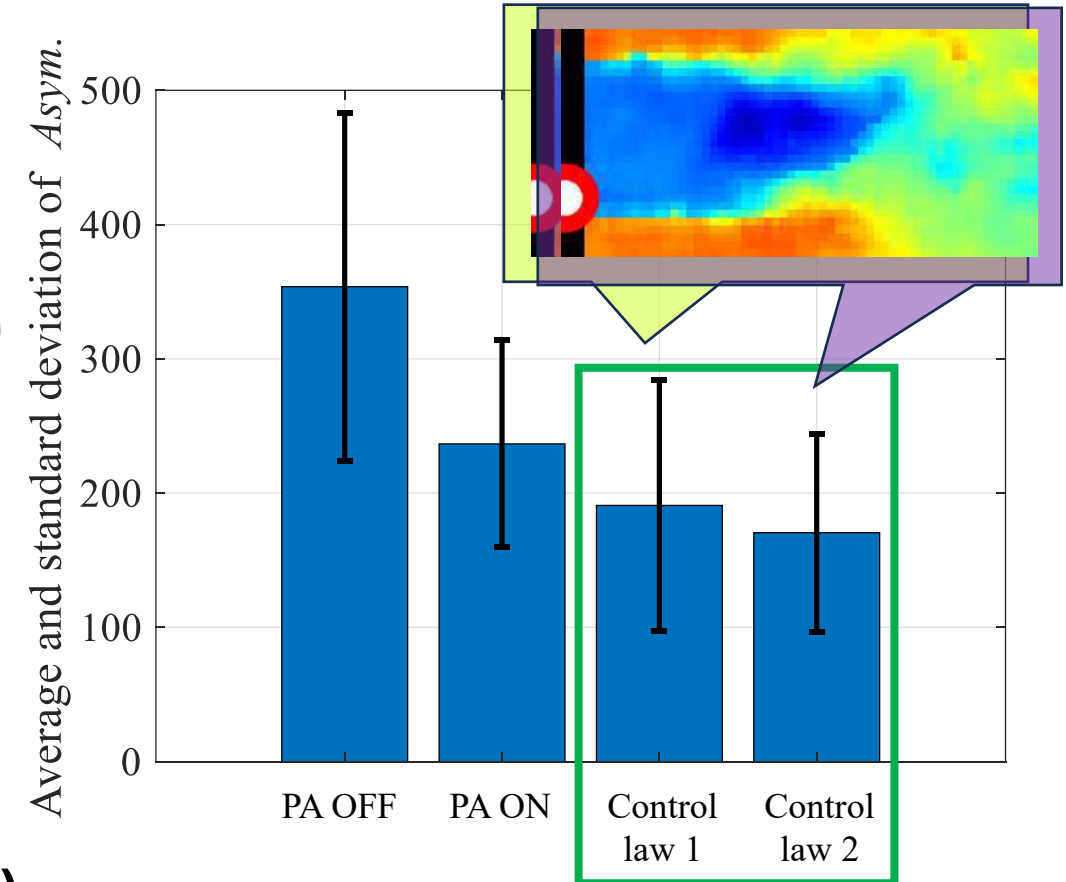 Average and standard deviation of Asym.
500
400
300
200
100
0
PA OFF
PA ON
Control
law 1
Control
law 2
)